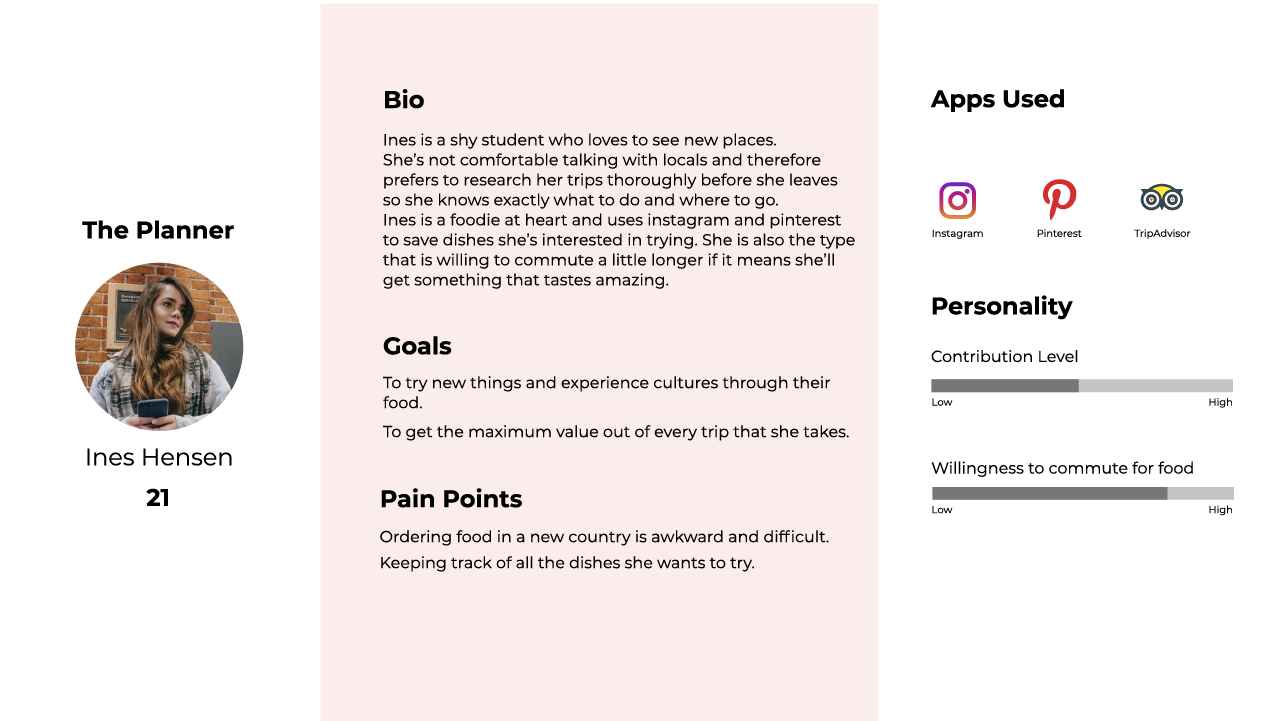 The Planner
Ines Hensen
21
Bio
Ines is a shy student who loves to see new places.
She's not comfortable talking with locals and therefore
prefers to research her trips thoroughly before she leaves
so she knows exactly what to do and where to go.
Ines is a foodie at heart and uses instagram and pinterest
to save dishes she's interested in trying. She is also the type
that is willing to commute a little longer if it means she'll
get something that tastes amazing.
Goals
To try new things and experience cultures through their
food.
To get the maximum value out of every trip that she takes.
Pain Points
Ordering food in a new country is awkward and difficult.
Keeping track of all the dishes she wants to try.
Apps Used
Instagram
Pinterest
TripAdvisor
Personality
Contribution Level
Low High
Willingness to commute for food
Low High